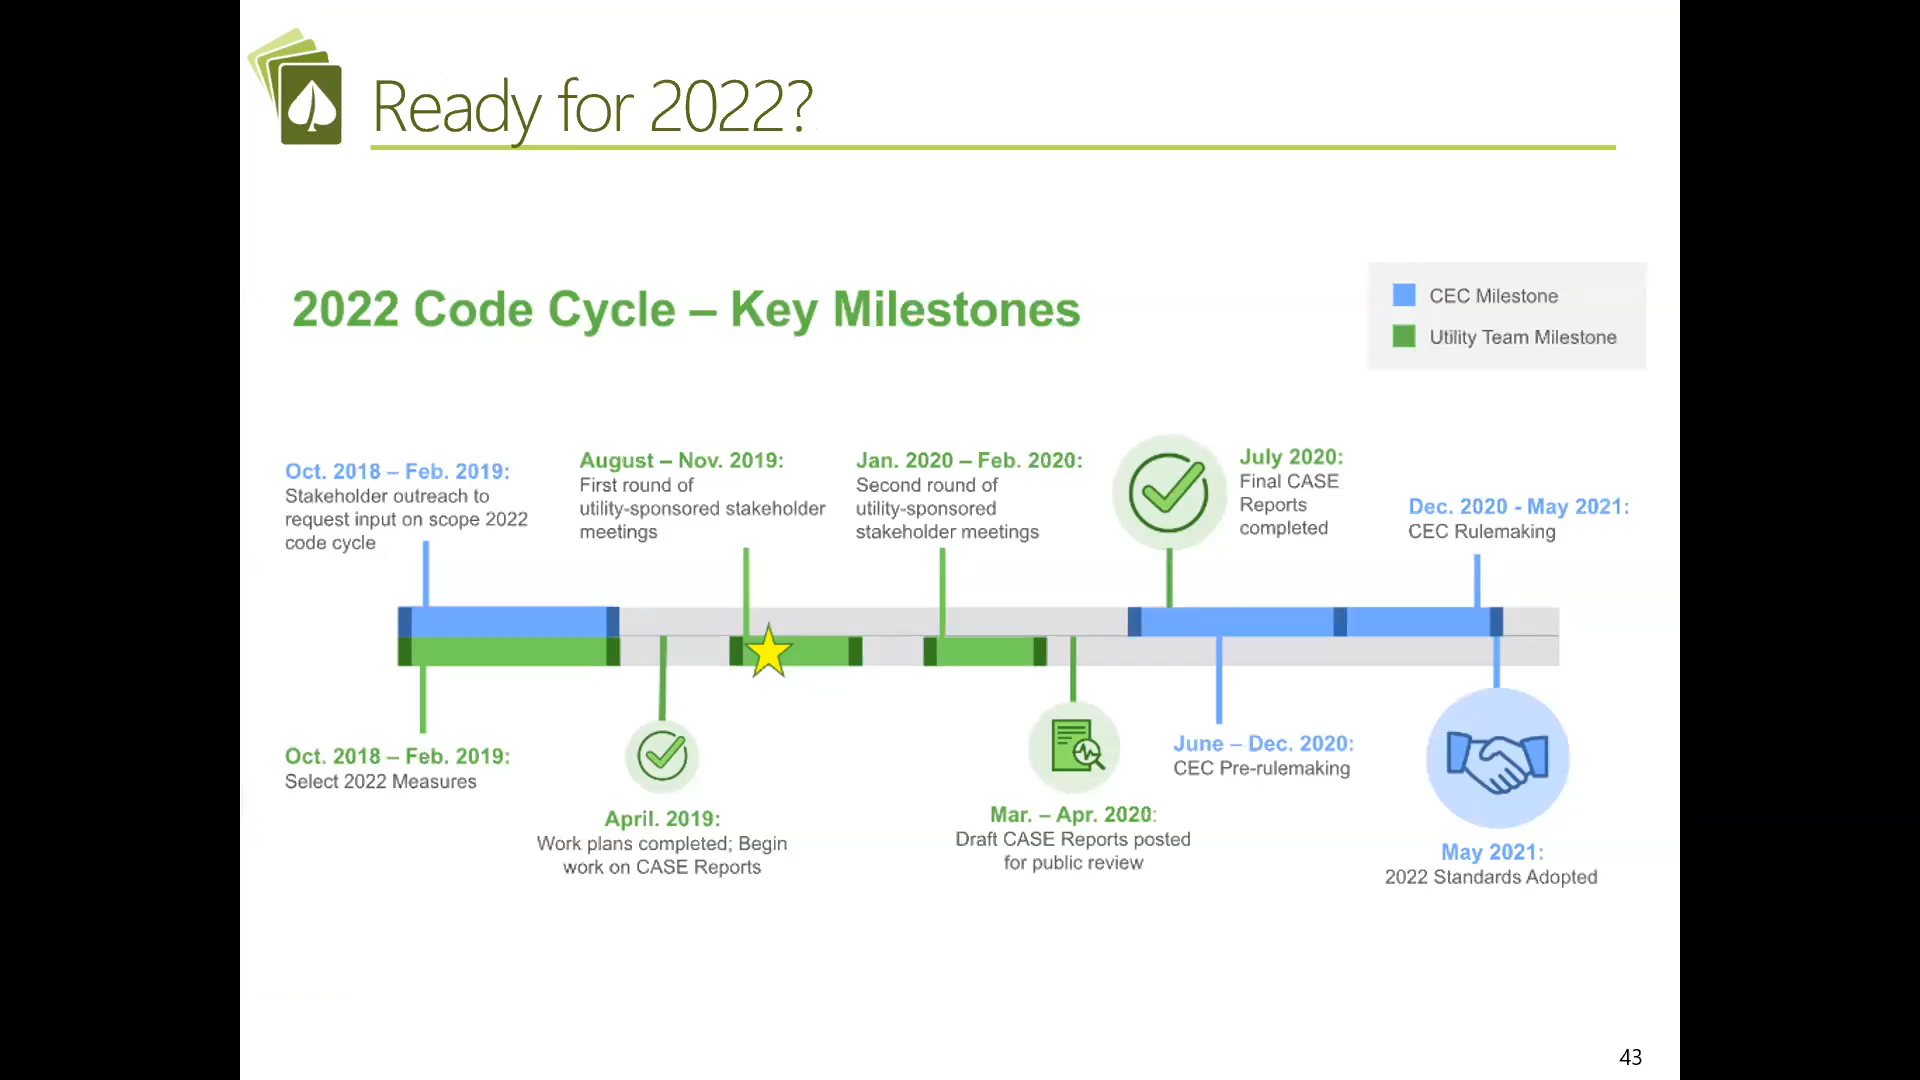 Ready for 2022?
2022 Code Cycle – Key Milestones
CEC Milestone
Utility Team Milestone
Oct. 2018 – Feb. 2019:
Stakeholder outreach to
request input on scope 2022
code cycle
August – Nov. 2019:
First round of
utility-sponsored stakeholder
meetings
Jan. 2020 – Feb. 2020:
Second round of
utility-sponsored
stakeholder meetings
July 2020:
Final CASE
Reports
completed
Dec. 2020 - May 2021:
CEC Rulemaking
Oct. 2018 – Feb. 2019:
Select 2022 Measures
April. 2019:
Work plans completed; Begin
work on CASE Reports
Mar. – Apr. 2020:
Draft CASE Reports posted
for public review
June – Dec. 2020:
CEC Pre-rulemaking
May 2021:
2022 Standards Adopted
43